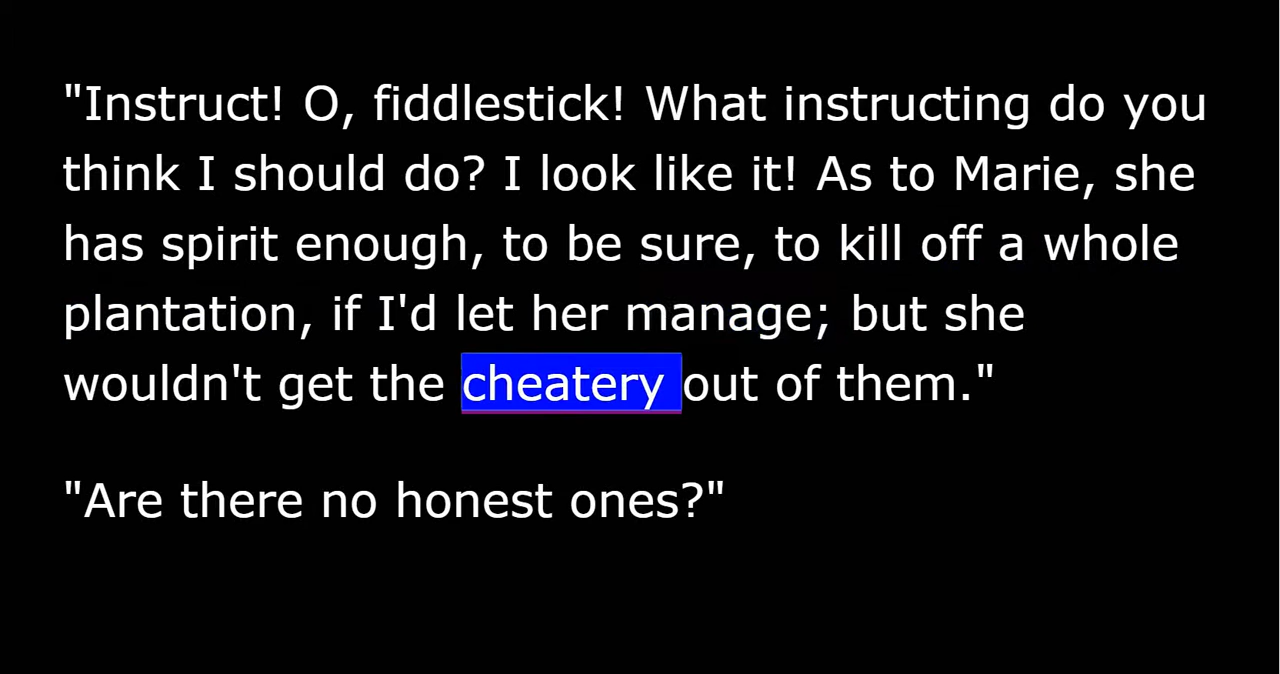 "Instruct! O, fiddlestick! What instructing do you
think I should do? I look like it! As to Marie, she
has spirit enough, to be sure, to kill off a whole
plantation, if I'd let her manage; but she
wouldn't get the cheatery out of them."
"Are there no honest ones?"